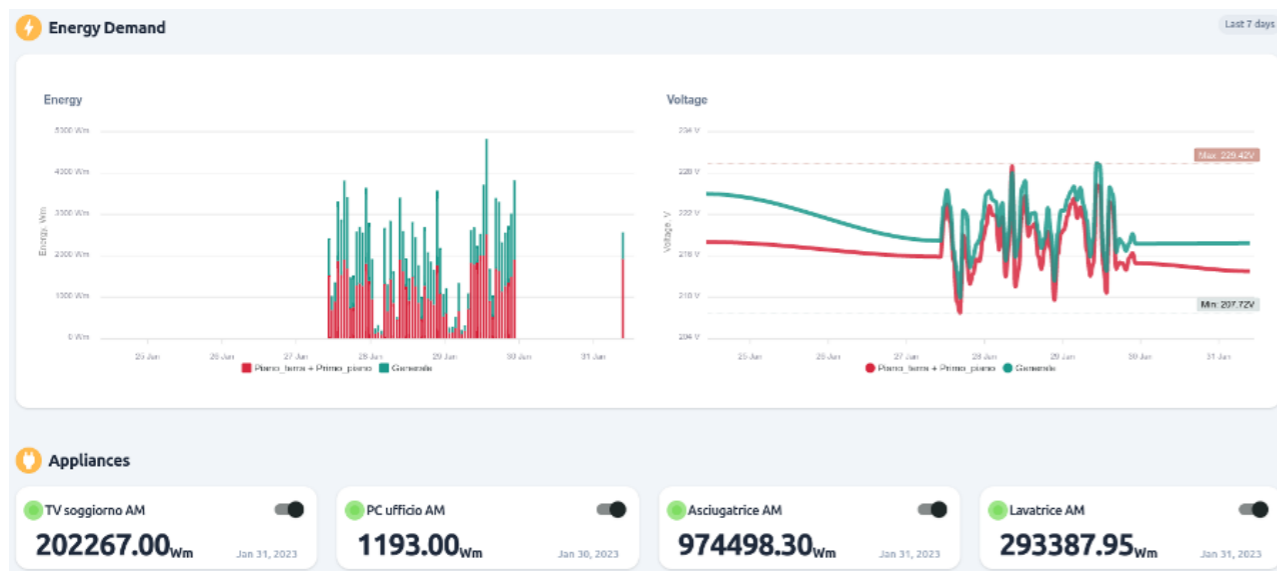 Energy Demand
Last 7 days
Energy
Voltage
5000 Wm
4000 Wm
3000 Wm
2000 Wm
1000 Wm
0 Wm
Energy, Wm
25 Jan
26 Jan
27 Jan
28 Jan
29 Jan
30 Jan
31 Jan
Piano_terra + Primo_piano
Generale
234 V
228 V
222 V
216 V
210 V
204 V
Voltage, V
Max: 229.42V
Min: 207.72V
25 Jan
26 Jan
27 Jan
28 Jan
29 Jan
30 Jan
31 Jan
Piano_terra + Primo_piano
Generale
Appliances
TV soggiorno AM
202267.00Wm
Jan 31, 2023
PC ufficio AM
1193.00Wm
Jan 30, 2023
Asciugatrice AM
974498.30Wm
Jan 31, 2023
Lavatrice AM
293387.95Wm
Jan 31, 2023